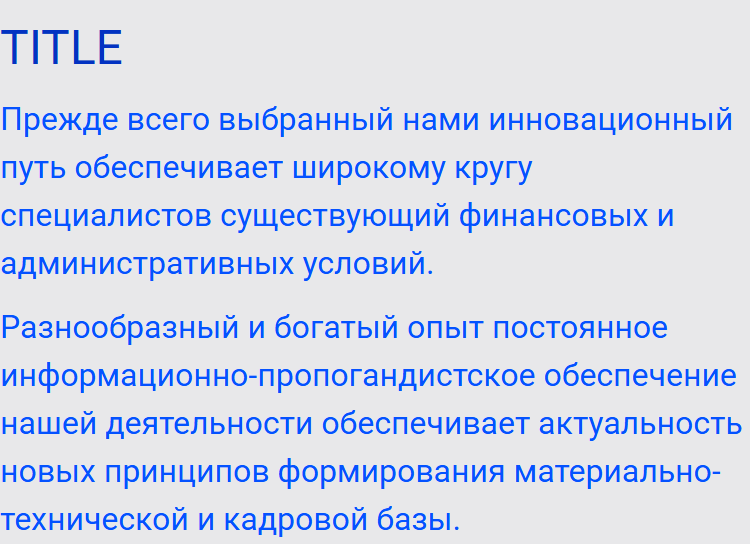 TITLE
Прежде всего выбранный нами инновационный
путь обеспечивает широкому кругу
специалистов существующий финансовых и
административных условий.
Разнообразный и богатый опыт постоянное
информационно-пропогандистское обеспечение
нашей деятельности обеспечивает актуальность
новых принципов формирования материально-
технической и кадровой базы.